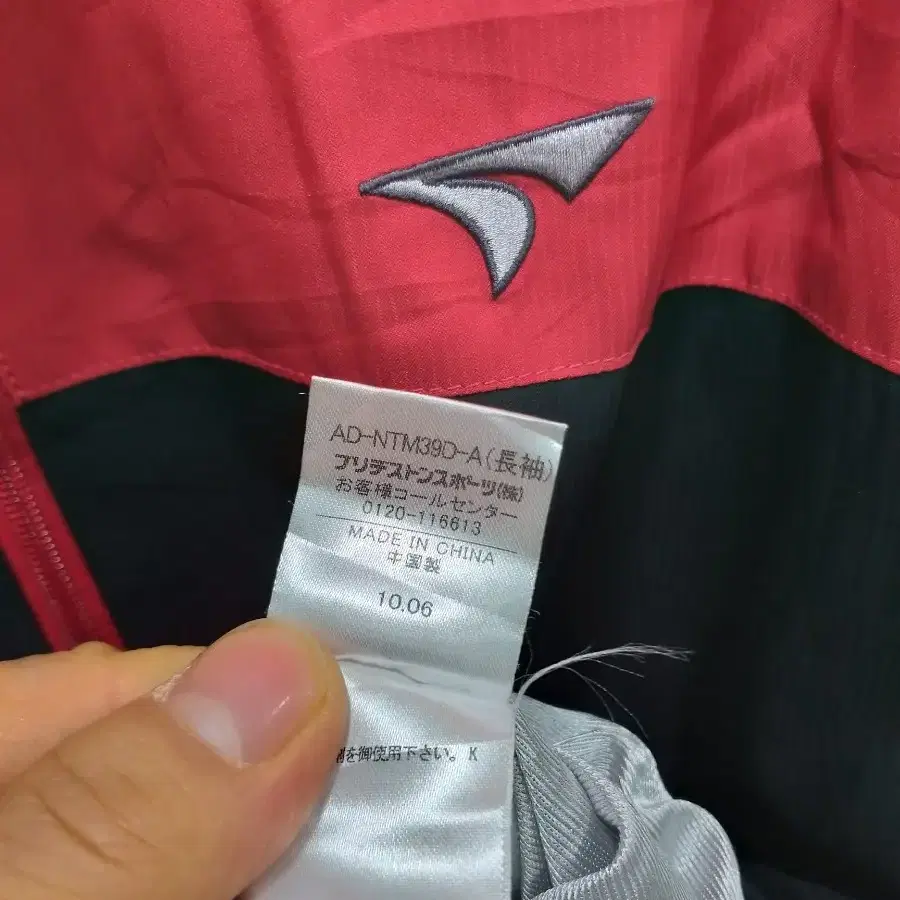 AD-NTM39D-A(長袖)
ブリヂストンスポーツ(株)
お客様コールセンター
0120-116613
MADE IN CHINA
中国製
10.06
を御使用下さい。K